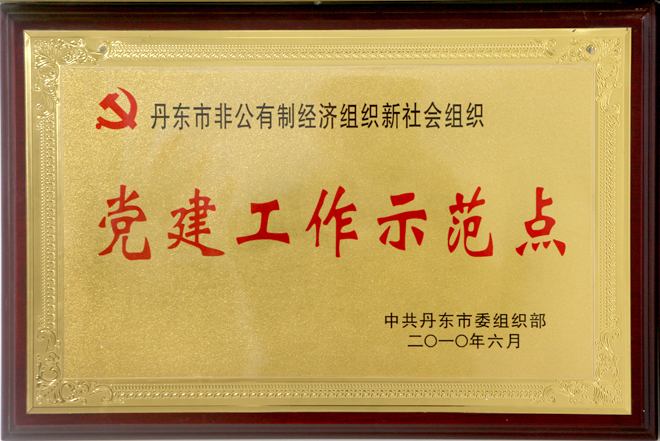 丹东市非公有制经济组织新社会组织
党建工作示范点
中共丹东市委组织部
二〇一〇年六月